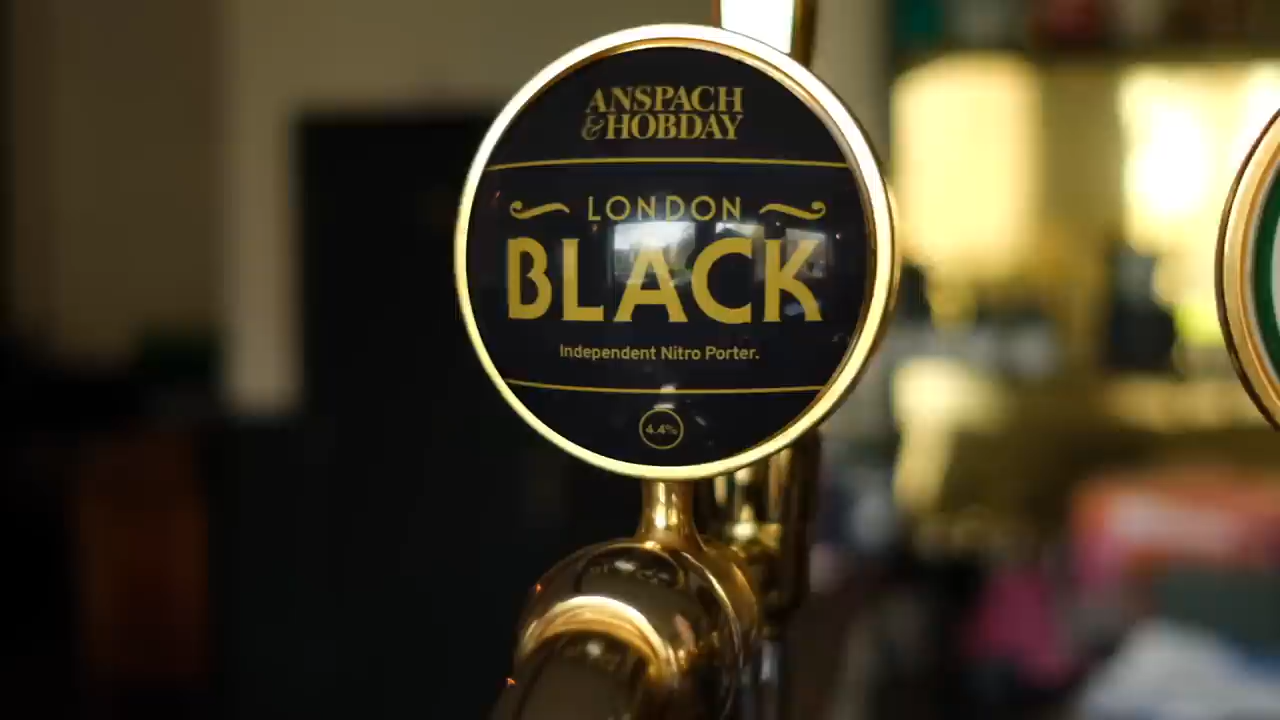 ANSPACH
& HOBDAY
LONDON
BLACK
Independent Nitro Porter.
4.4%